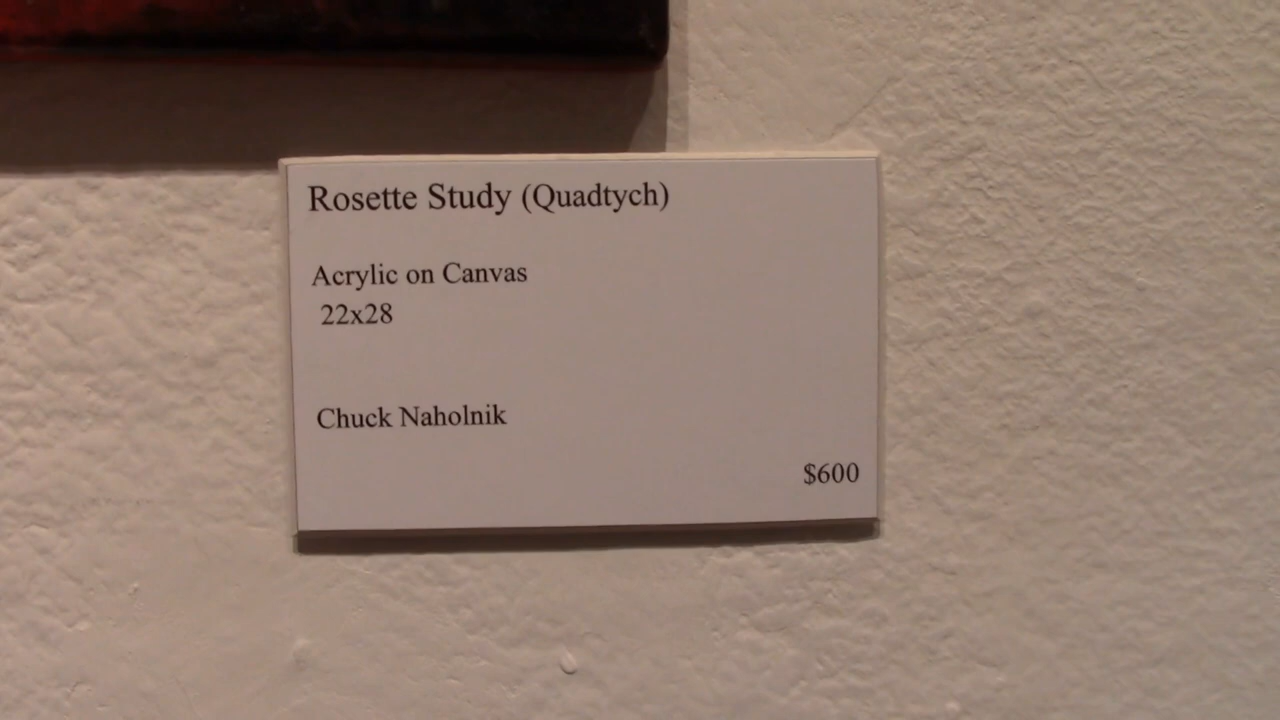 Rosette Study (Quadtych)
Acrylic on Canvas
22x28
Chuck Naholnik
$600